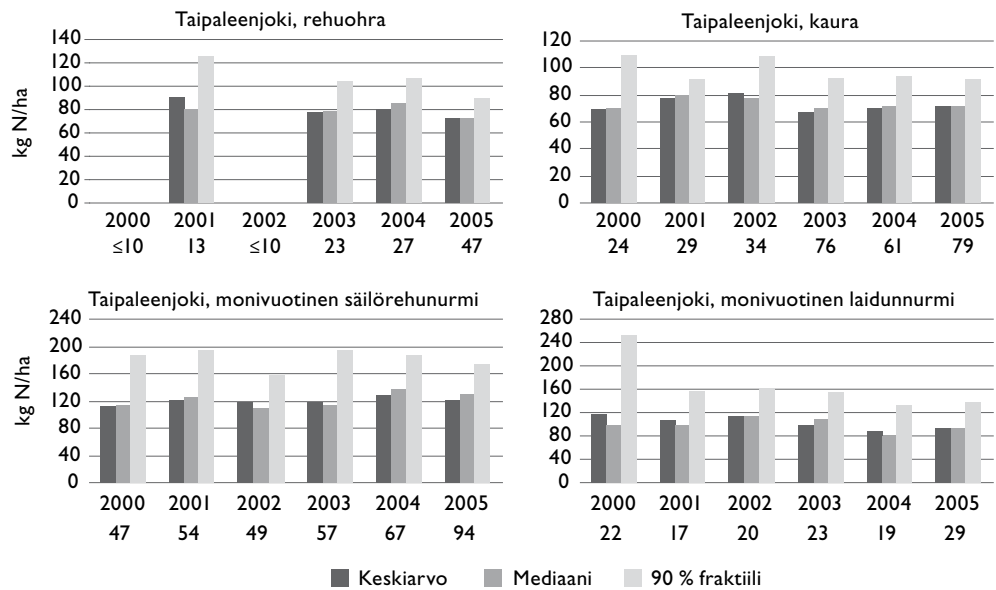 Taipaleenjoki, rehuohra
kg N/ha
140
120
100
80
60
40
20
0
2000 2001 2002 2003 2004 2005
≤10 13 ≤10 23 27 47
Taipaleenjoki, kaura
120
100
80
60
40
20
0
2000 2001 2002 2003 2004 2005
24 29 34 76 61 79
Taipaleenjoki, monivuotinen säilörehunurmi
kg N/ha
240
200
160
120
80
40
0
2000 2001 2002 2003 2004 2005
47 54 49 57 67 94
Taipaleenjoki, monivuotinen laidunnurmi
280
240
200
160
120
80
40
0
2000 2001 2002 2003 2004 2005
22 17 20 23 19 29
Keskiarvo Mediaani 90 % fraktiili